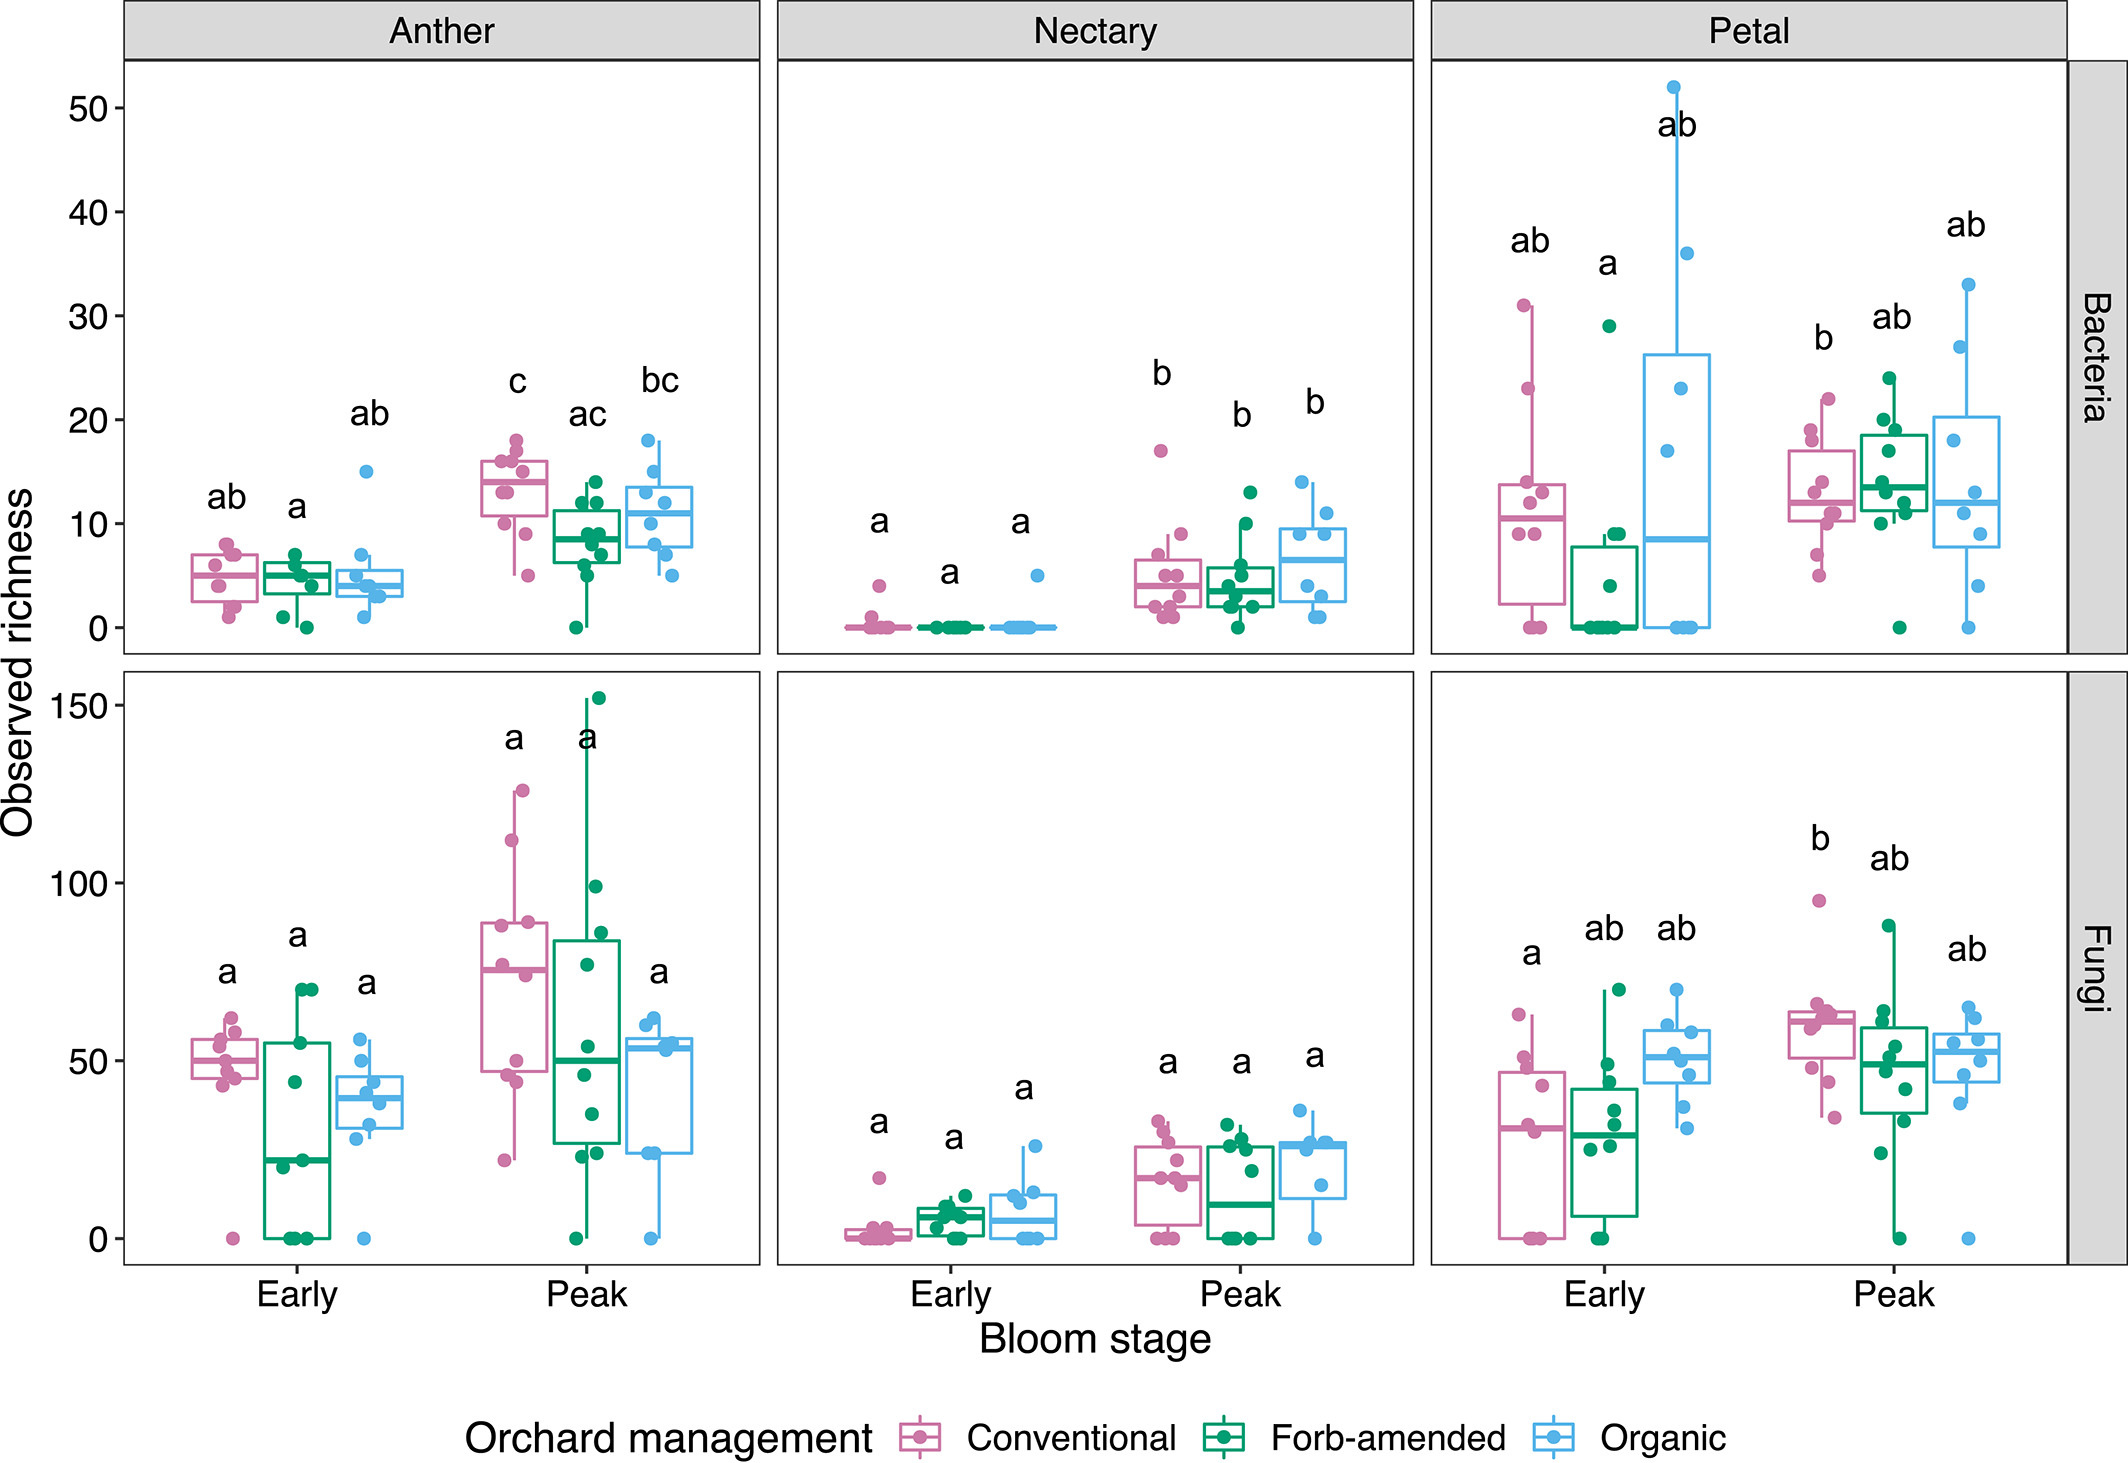 Anther Nectary Petal
Observed richness
Bacteria
50
40
30
20
10
0
ab a ab c ac bc
a a a b b b
ab a ab b ab ab
Fungi
150
100
50
0
a a a a a a
a a a a a a
a ab ab b ab ab
Early Peak Early Peak Early Peak
Bloom stage
Orchard management Conventional Forb-amended Organic